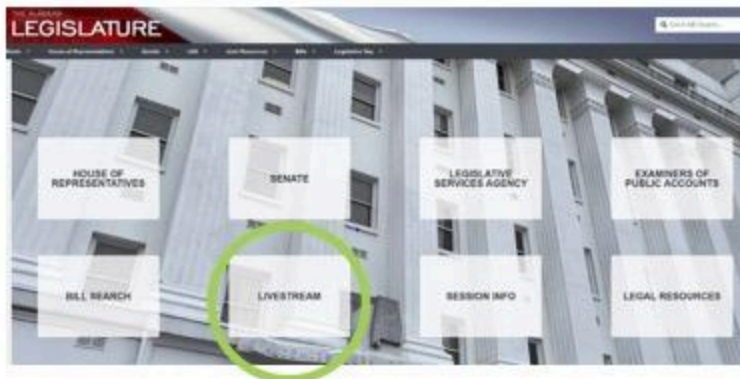 THE ALABAMA
LEGISLATURE
HOUSE OF
REPRESENTATIVES
SENATE
LEGISLATIVE
SERVICES AGENCY
EXAMINERS OF
PUBLIC ACCOUNTS
BILL SEARCH
LIVESTREAM
SESSION INFO
LEGAL RESOURCES